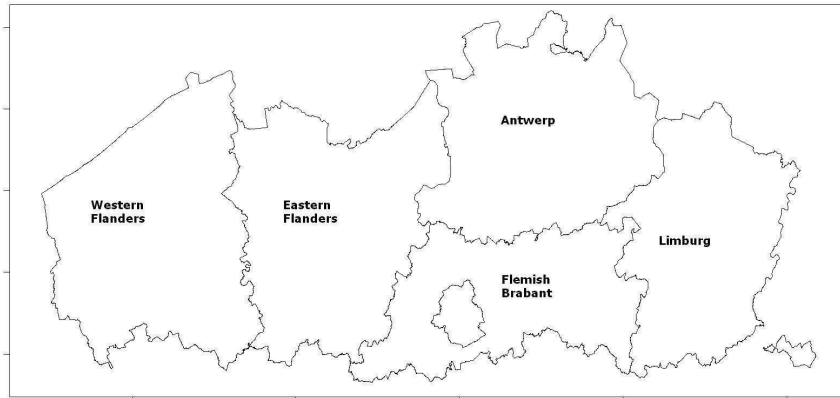 Antwerp
Western
Flanders
Eastern
Flanders
Limburg
Flemish
Brabant